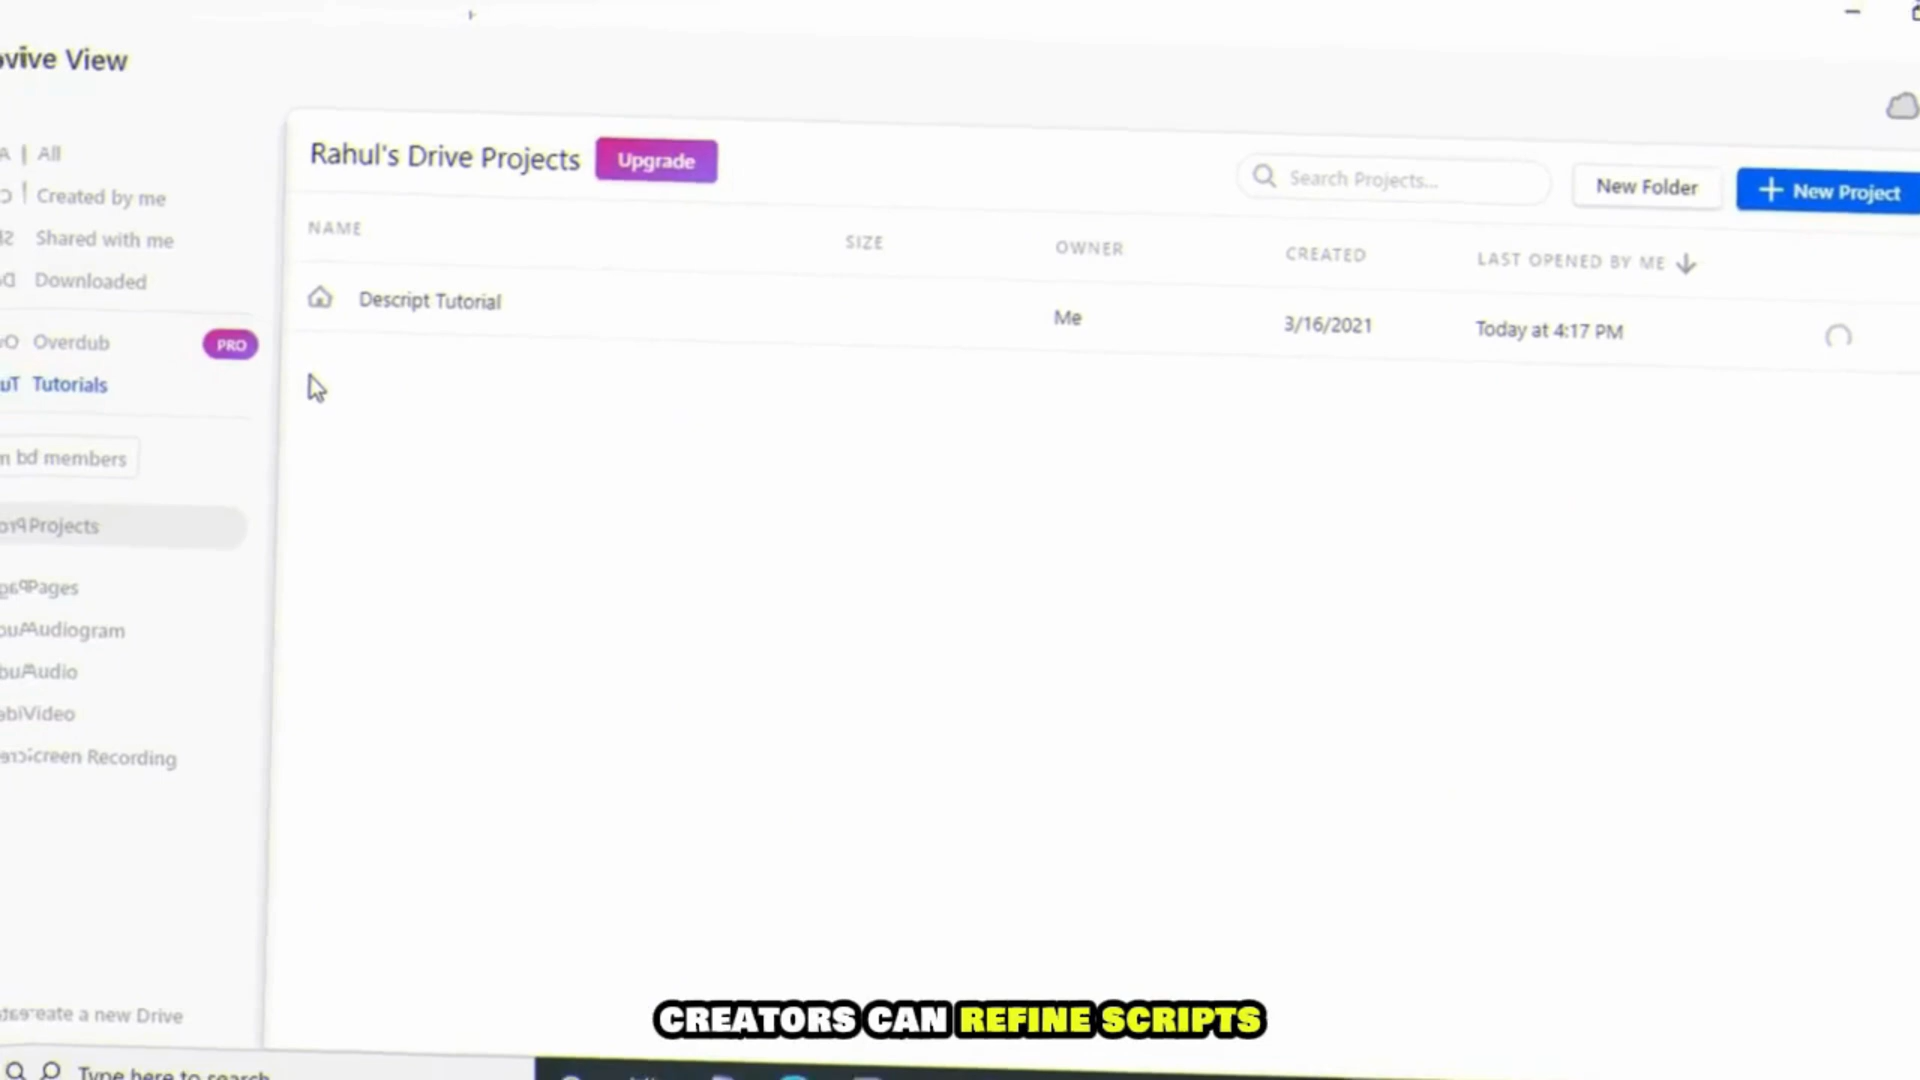 View
All
Created by me
Shared with me
Downloaded
Overdub PRO
Tutorials
members
Projects
Pages
Audiogram
Audio
Video
Screen Recording
create a new Drive
Type here to search
Rahul's Drive Projects Upgrade
Search Projects... New Folder + New Project
NAME SIZE OWNER CREATED LAST OPENED BY ME
Descript Tutorial Me 3/16/2021 Today at 4:17 PM
CREATORS CAN REFINE SCRIPTS